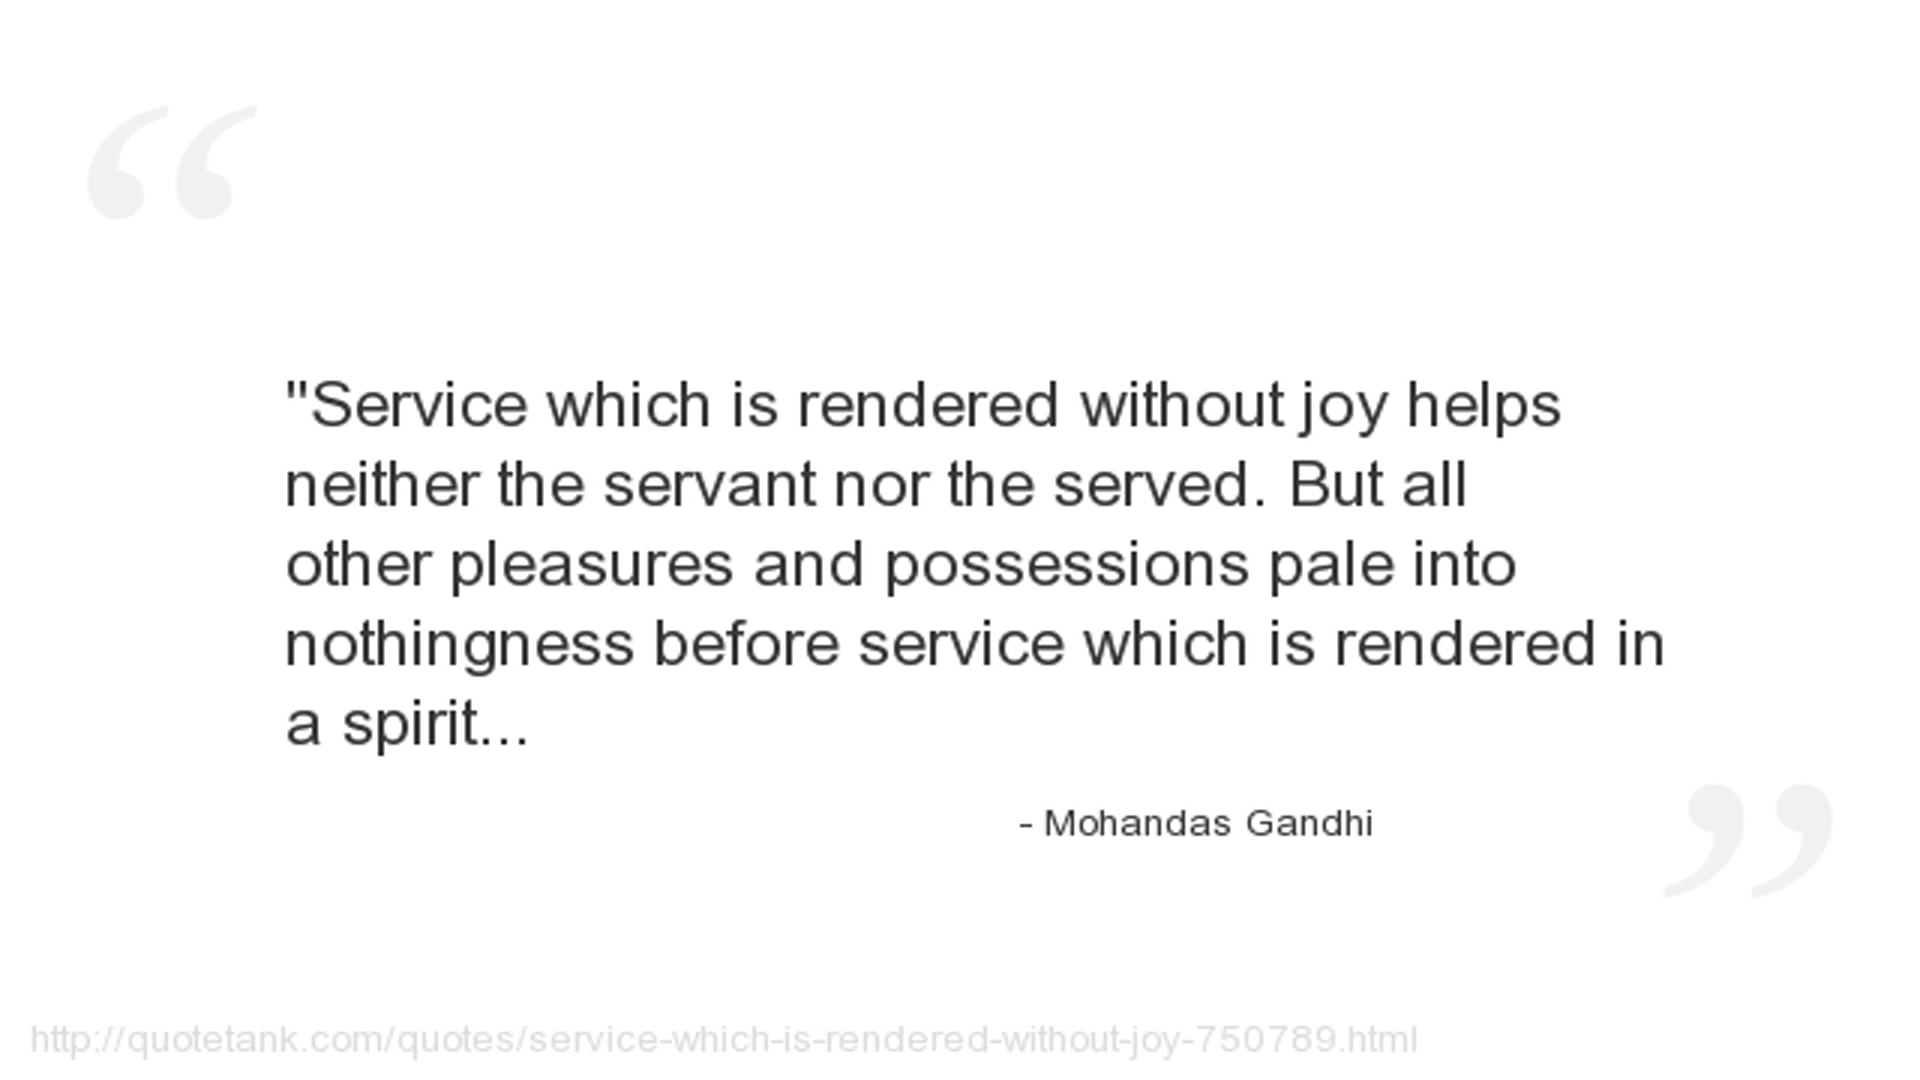 "Service which is rendered without joy helps
neither the servant nor the served. But all
other pleasures and possessions pale into
nothingness before service which is rendered in
a spirit...
- Mohandas Gandhi
http://quotetank.com/quotes/service-which-is-rendered-without-joy-750789.html